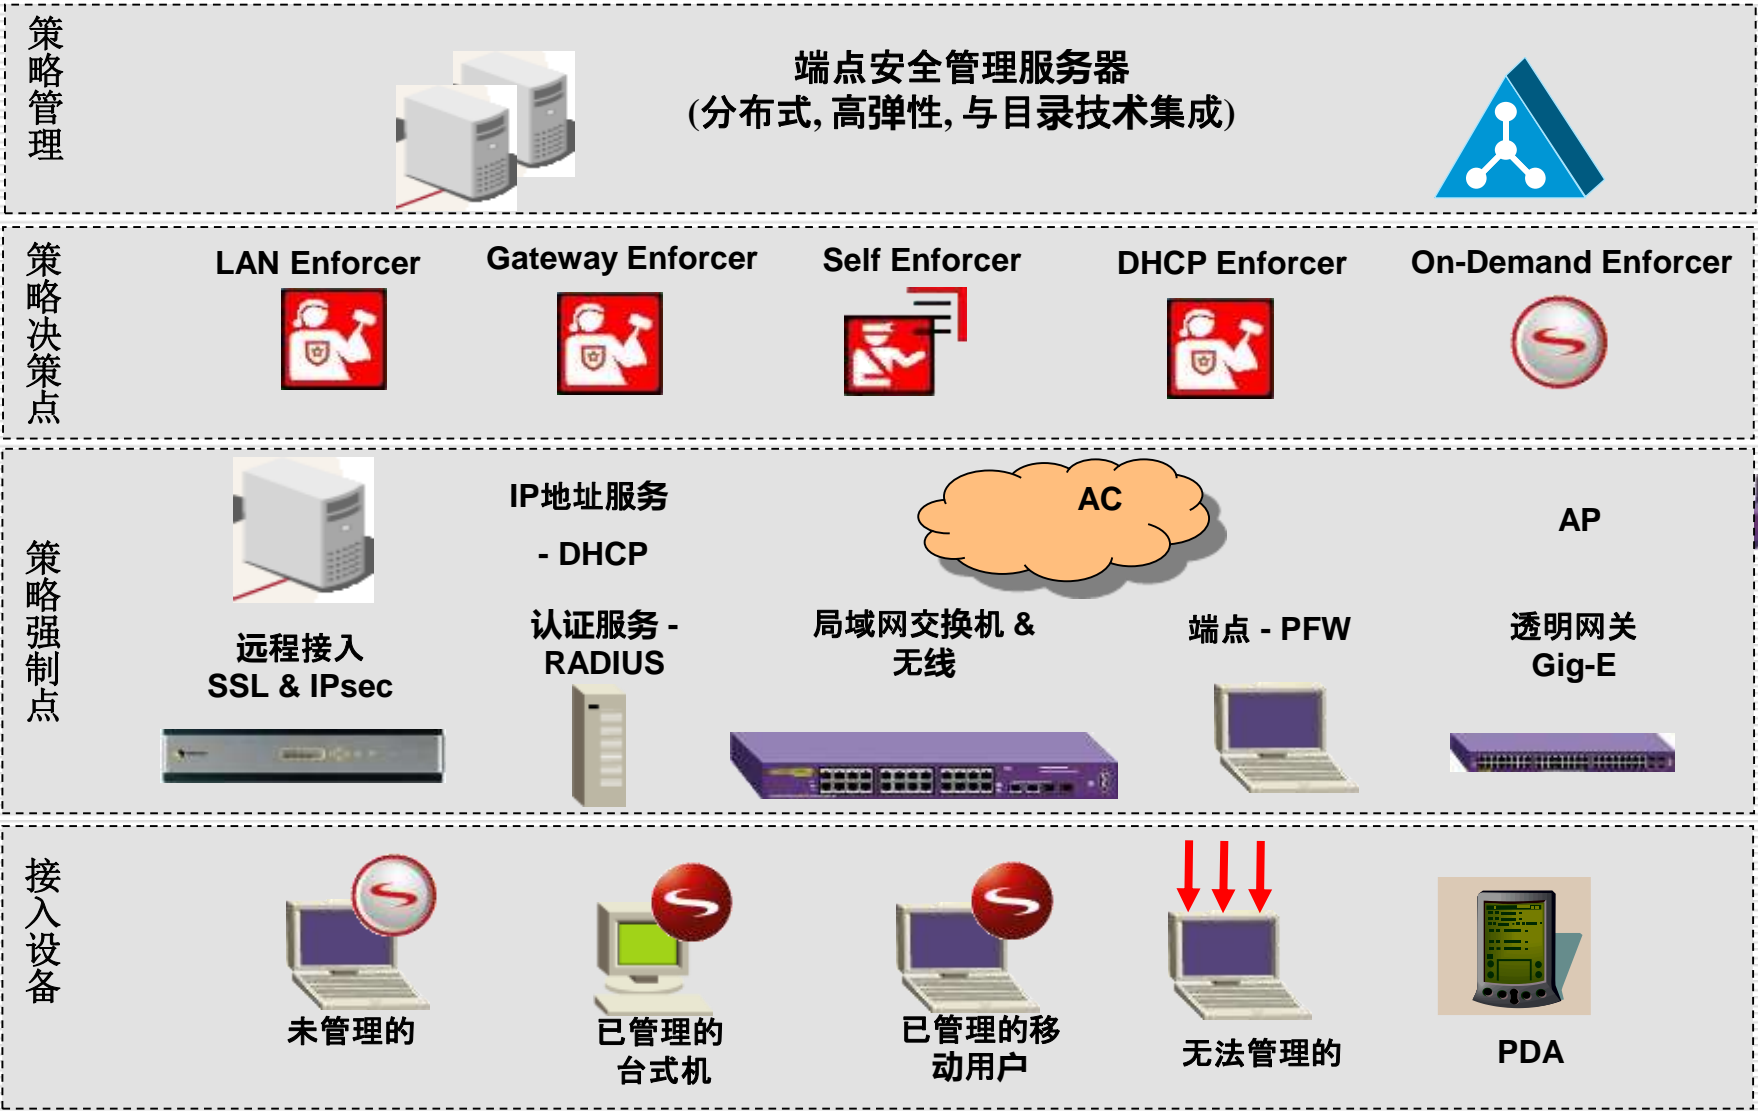 策略管理
端点安全管理服务器
(分布式, 高弹性, 与目录技术集成)
策略决策点
LAN Enforcer
Gateway Enforcer
Self Enforcer
DHCP Enforcer
On-Demand Enforcer
策略强制点
IP地址服务
- DHCP
AC
AP
远程接入
SSL & IPsec
认证服务 -
RADIUS
局域网交换机 &
无线
端点 - PFW
透明网关
Gig-E
接入设备
未管理的
已管理的
台式机
已管理的移
动用户
无法管理的
PDA